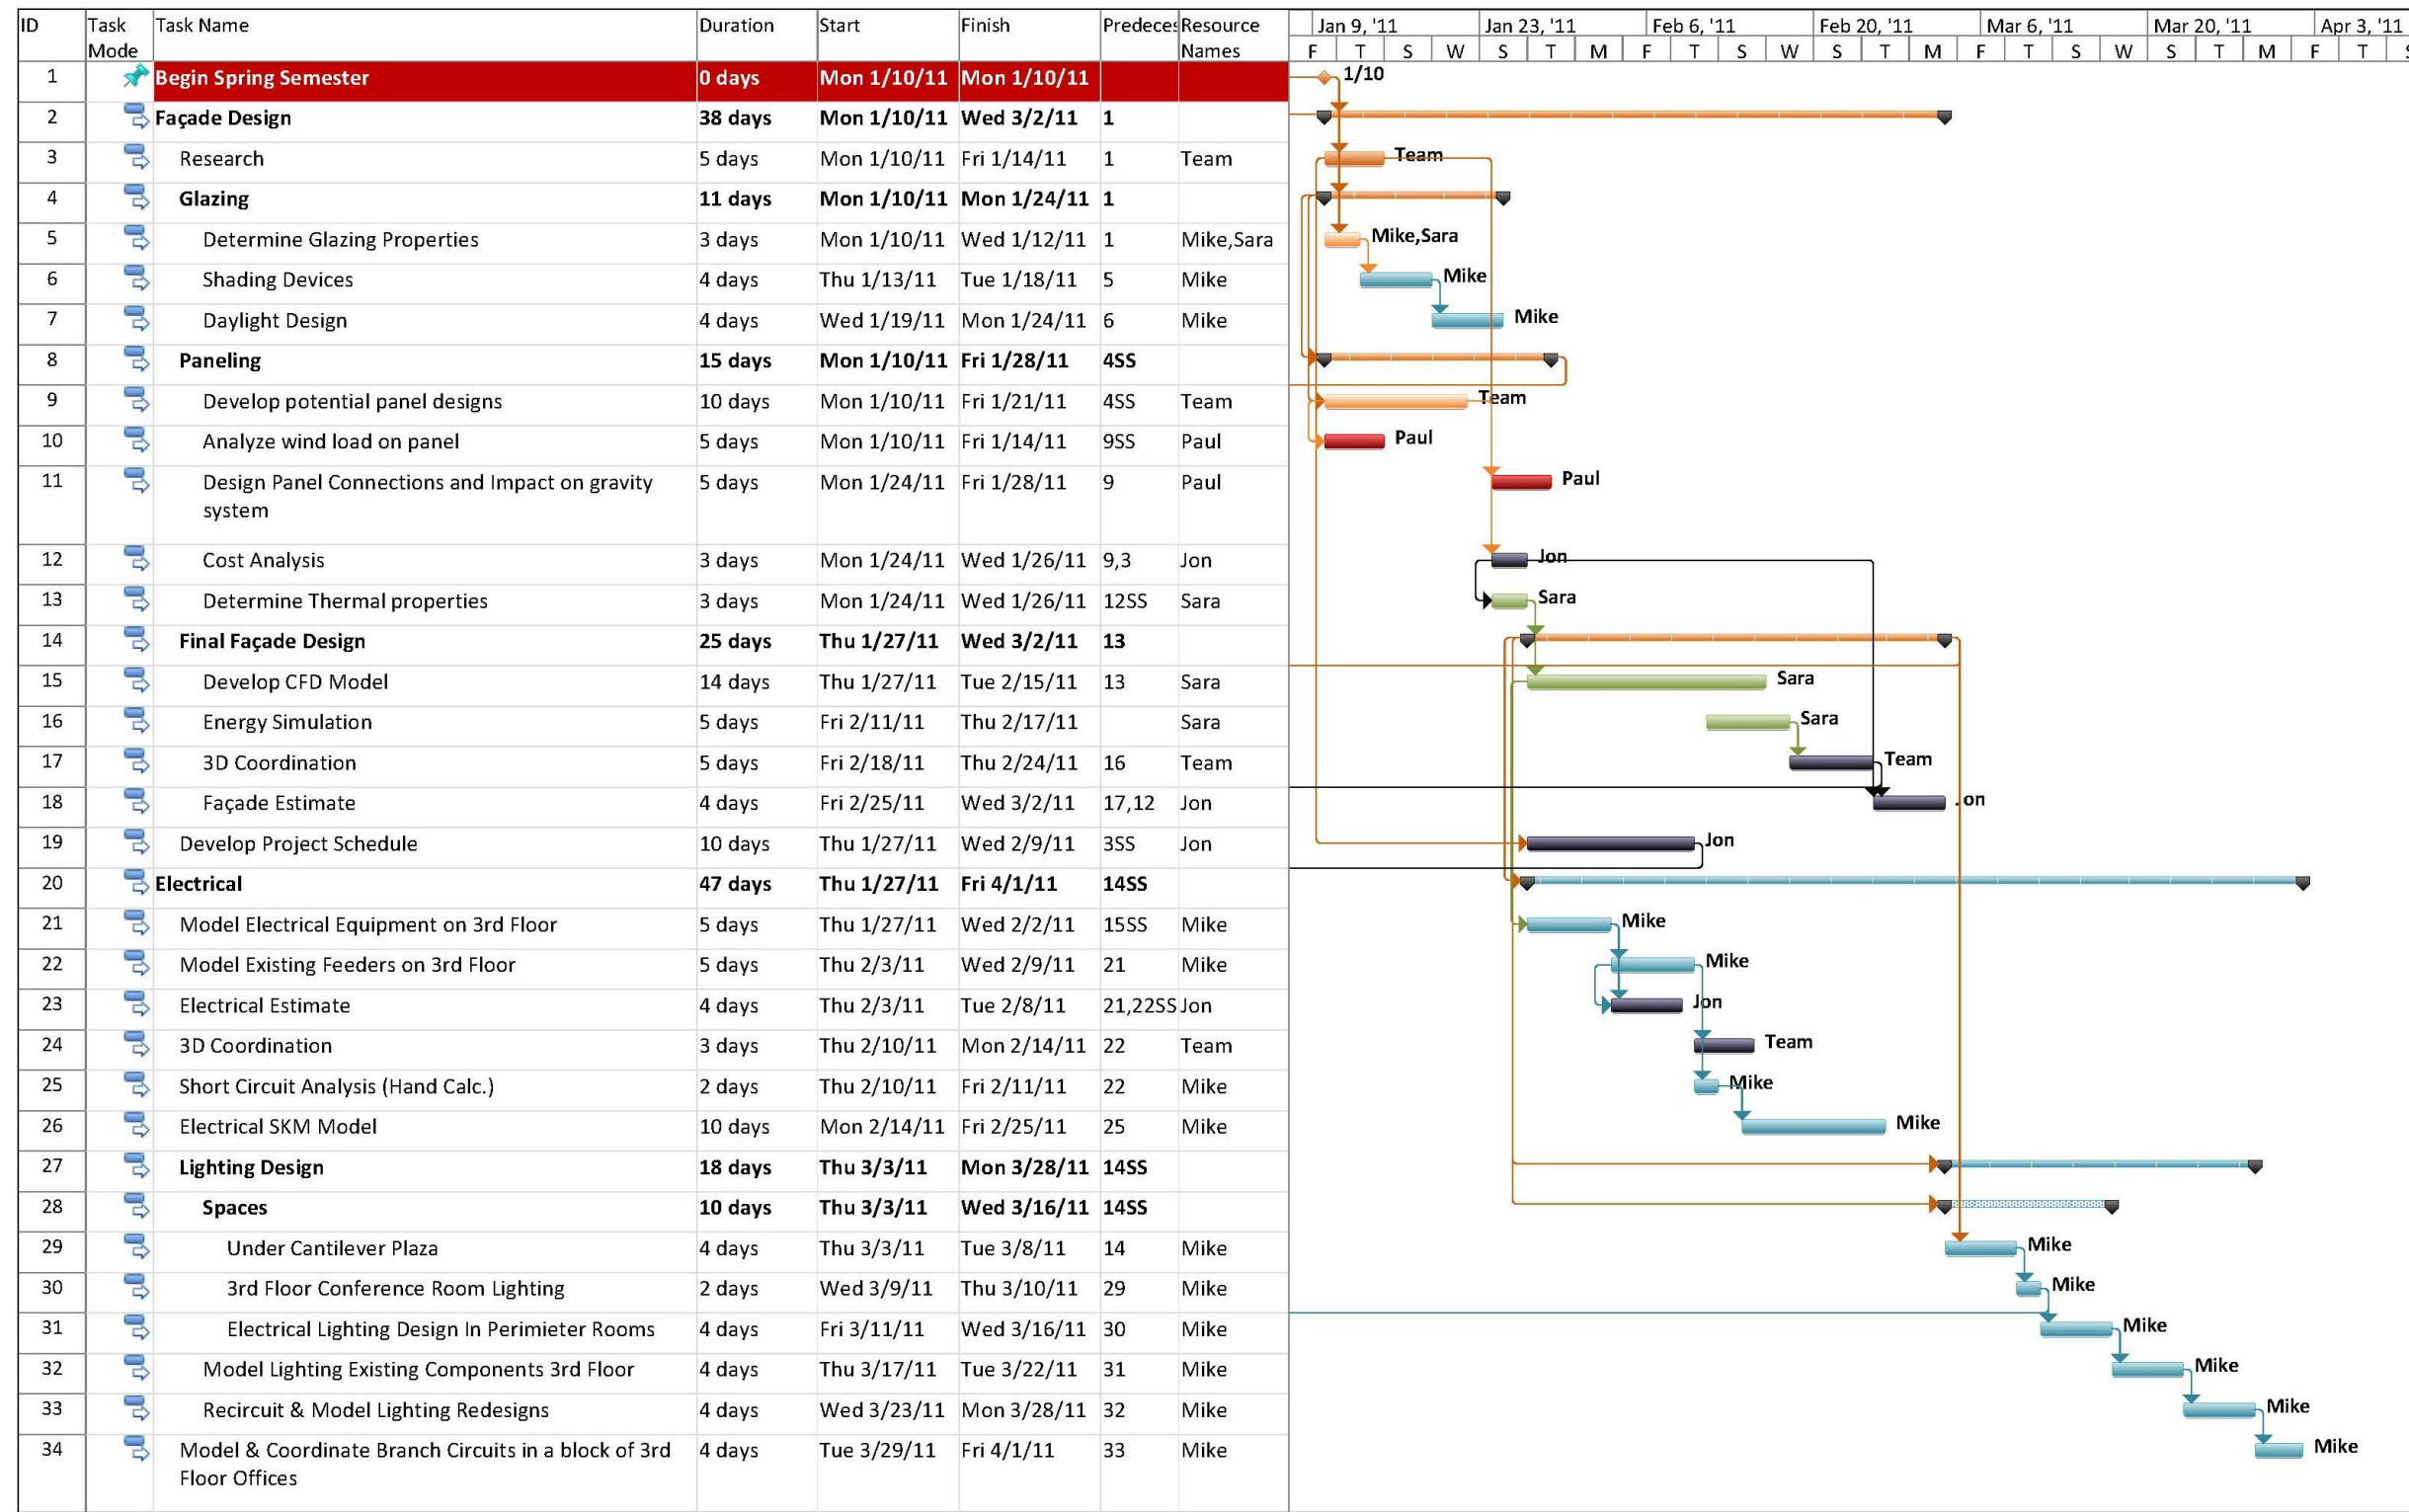 ID Task Mode Task Name Duration Start Finish Predeces Resource Names Jan 9, '11 Jan 23, '11 Feb 6, '11 Feb 20, '11 Mar 6, '11 Mar 20, '11 Apr 3, '11
F T S W S T M F T S W S T M F T S W S T M F T S
1 Begin Spring Semester 0 days Mon 1/10/11 Mon 1/10/11 1/10
2 Façade Design 38 days Mon 1/10/11 Wed 3/2/11 1
3 Research 5 days Mon 1/10/11 Fri 1/14/11 1 Team Team
4 Glazing 11 days Mon 1/10/11 Mon 1/24/11 1
5 Determine Glazing Properties 3 days Mon 1/10/11 Wed 1/12/11 1 Mike,Sara Mike,Sara
6 Shading Devices 4 days Thu 1/13/11 Tue 1/18/11 5 Mike Mike
7 Daylight Design 4 days Wed 1/19/11 Mon 1/24/11 6 Mike Mike
8 Paneling 15 days Mon 1/10/11 Fri 1/28/11 4SS
9 Develop potential panel designs 10 days Mon 1/10/11 Fri 1/21/11 4SS Team Team
10 Analyze wind load on panel 5 days Mon 1/10/11 Fri 1/14/11 9SS Paul Paul
11 Design Panel Connections and Impact on gravity system 5 days Mon 1/24/11 Fri 1/28/11 9 Paul Paul
12 Cost Analysis 3 days Mon 1/24/11 Wed 1/26/11 9,3 Jon Jon
13 Determine Thermal properties 3 days Mon 1/24/11 Wed 1/26/11 12SS Sara Sara
14 Final Façade Design 25 days Thu 1/27/11 Wed 3/2/11 13
15 Develop CFD Model 14 days Thu 1/27/11 Tue 2/15/11 13 Sara Sara
16 Energy Simulation 5 days Fri 2/11/11 Thu 2/17/11 Sara Sara
17 3D Coordination 5 days Fri 2/18/11 Thu 2/24/11 16 Team Team
18 Façade Estimate 4 days Fri 2/25/11 Wed 3/2/11 17,12 Jon Jon
19 Develop Project Schedule 10 days Thu 1/27/11 Wed 2/9/11 3SS Jon Jon
20 Electrical 47 days Thu 1/27/11 Fri 4/1/11 14SS
21 Model Electrical Equipment on 3rd Floor 5 days Thu 1/27/11 Wed 2/2/11 15SS Mike Mike
22 Model Existing Feeders on 3rd Floor 5 days Thu 2/3/11 Wed 2/9/11 21 Mike Mike
23 Electrical Estimate 4 days Thu 2/3/11 Tue 2/8/11 21,22SS Jon Jon
24 3D Coordination 3 days Thu 2/10/11 Mon 2/14/11 22 Team Team
25 Short Circuit Analysis (Hand Calc.) 2 days Thu 2/10/11 Fri 2/11/11 22 Mike Mike
26 Electrical SKM Model 10 days Mon 2/14/11 Fri 2/25/11 25 Mike Mike
27 Lighting Design 18 days Thu 3/3/11 Mon 3/28/11 14SS
28 Spaces 10 days Thu 3/3/11 Wed 3/16/11 14SS
29 Under Cantilever Plaza 4 days Thu 3/3/11 Tue 3/8/11 14 Mike Mike
30 3rd Floor Conference Room Lighting 2 days Wed 3/9/11 Thu 3/10/11 29 Mike Mike
31 Electrical Lighting Design In Perimieter Rooms 4 days Fri 3/11/11 Wed 3/16/11 30 Mike Mike
32 Model Lighting Existing Components 3rd Floor 4 days Thu 3/17/11 Tue 3/22/11 31 Mike Mike
33 Recircuit & Model Lighting Redesigns 4 days Wed 3/23/11 Mon 3/28/11 32 Mike Mike
34 Model & Coordinate Branch Circuits in a block of 3rd Floor Offices 4 days Tue 3/29/11 Fri 4/1/11 33 Mike Mike